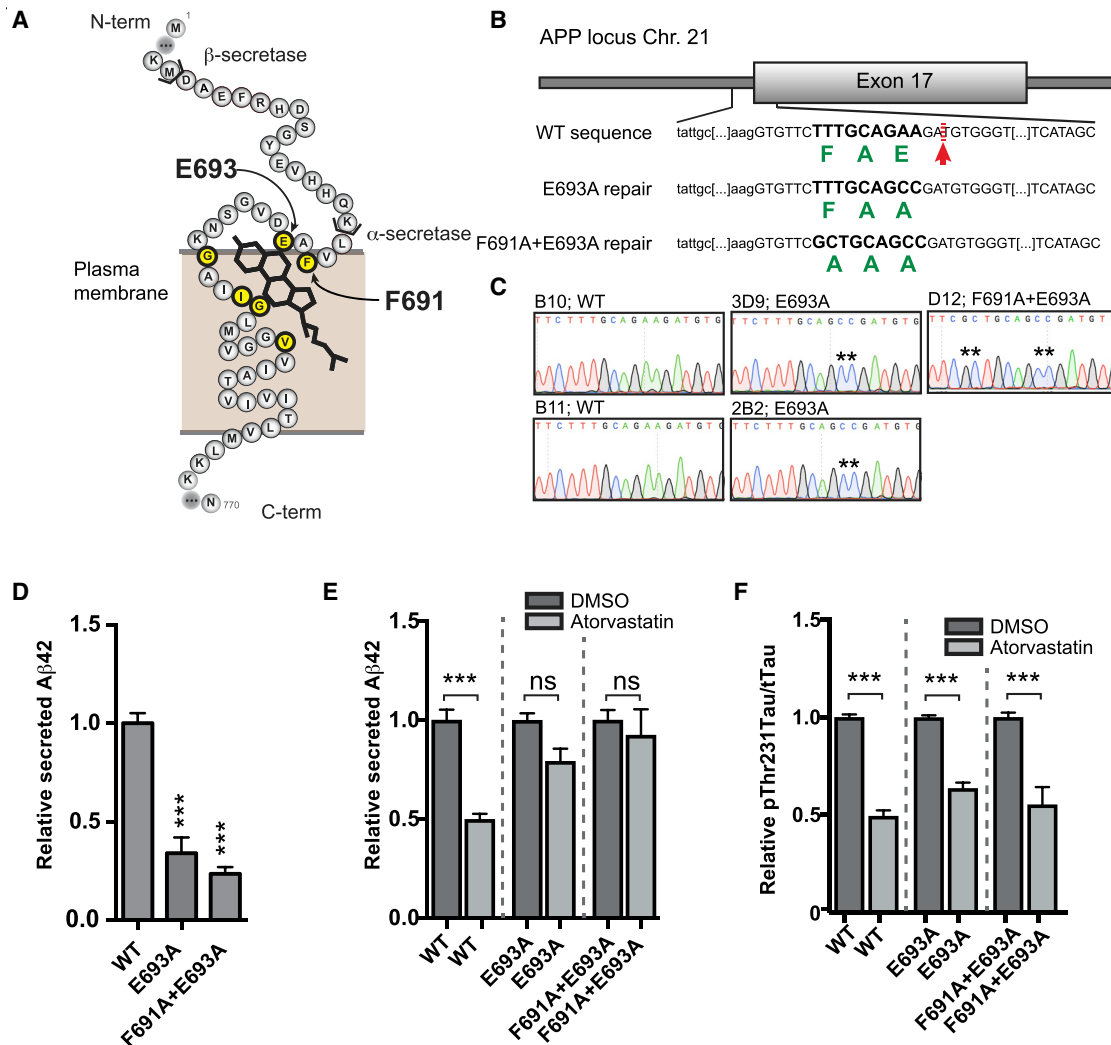 A
N-term
M 1
...
K M D A E F R H D S G Y E V H H Q K L V F A E D V G S N K G A I I G L M V G G V V I A T V I V I T L V M L K K
β-secretase
E693
α-secretase
Plasma
membrane
F691
...
N 770
C-term
B
APP locus Chr. 21
Exon 17
WT sequence
tattgc[...]aagGTGTTCTTTGCAGAAGATGTGGGT[...]TCATAGC
F A E
E693A repair
tattgc[...]aagGTGTTCTTTGCAGCCGATGTGGGT[...]TCATAGC
F A A
F691A+E693A repair
tattgc[...]aagGTGTTCGCTGCAGCCGATGTGGGT[...]TCATAGC
A A A
C
B10; WT
TTCTTTGCAGAAGATGTG
3D9; E693A
TTCTTTGCAGCCGATGTG
**
D12; F691A+E693A
TTCGCTGCAGCCGATGT
** **
B11; WT
TTCTTTGCAGAAGATGTG
2B2; E693A
TTCTTTGCAGCCGATGTG
**
D
Relative secreted Aβ42
1.5
1.0
0.5
0.0
***
***
WT
E693A
F691A+E693A
E
DMSO
Atorvastatin
Relative secreted Aβ42
1.5
1.0
0.5
0.0
***
ns
ns
WT
WT
E693A
E693A
F691A+E693A
F691A+E693A
F
DMSO
Atorvastatin
Relative pThr231Tau/tTau
1.5
1.0
0.5
0
***
***
***
WT
WT
E693A
E693A
F691A+E693A
F691A+E693A